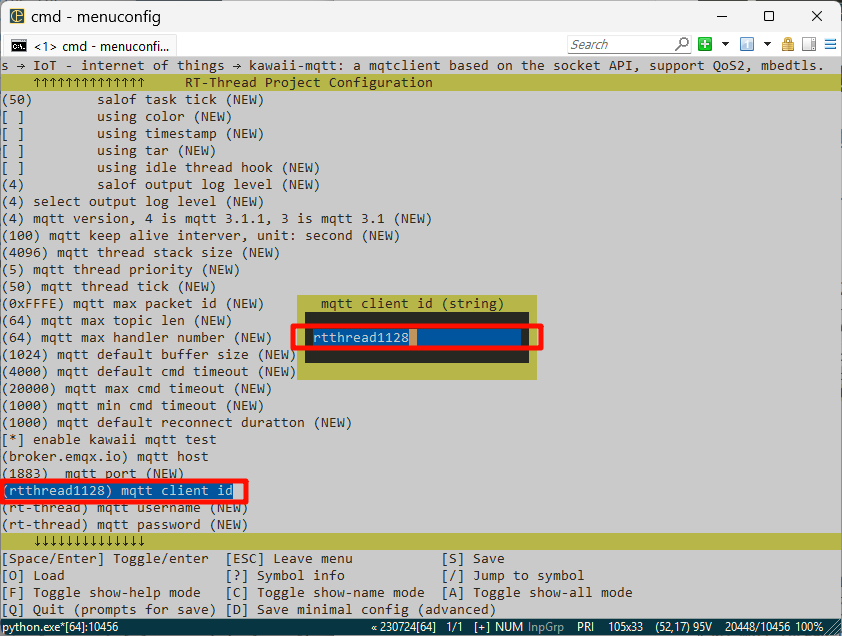 cmd - menuconfig
<1> cmd - menuconfi...
Search
s → IoT - internet of things → kawaii-mqtt: a mqtclient based on the socket API, support QoS2, mbedtls.
↑↑↑↑↑↑↑↑↑↑↑↑↑↑ RT-Thread Project Configuration
(50) salof task tick (NEW)
[ ] using color (NEW)
[ ] using timestamp (NEW)
[ ] using tar (NEW)
[ ] using idle thread hook (NEW)
(4) salof output log level (NEW)
(4) select output log level (NEW)
(4) mqtt version, 4 is mqtt 3.1.1, 3 is mqtt 3.1 (NEW)
(100) mqtt keep alive interver, unit: second (NEW)
(4096) mqtt thread stack size (NEW)
(5) mqtt thread priority (NEW)
(50) mqtt thread tick (NEW)
(0xFFFE) mqtt max packet id (NEW)
(64) mqtt max topic len (NEW)
(64) mqtt max handler number (NEW)
(1024) mqtt default buffer size (NEW)
(4000) mqtt default cmd timeout (NEW)
(20000) mqtt max cmd timeout (NEW)
(1000) mqtt min cmd timeout (NEW)
(1000) mqtt default reconnect duratton (NEW)
[*] enable kawaii mqtt test
(broker.emqx.io) mqtt host
(1883) mqtt port (NEW)
(rtthread1128) mqtt client id
(rt-thread) mqtt username (NEW)
(rt-thread) mqtt password (NEW)
↓↓↓↓↓↓↓↓↓↓↓↓↓↓
mqtt client id (string)
rtthread1128
[Space/Enter] Toggle/enter [ESC] Leave menu [S] Save
[O] Load [?] Symbol info [/] Jump to symbol
[F] Toggle show-help mode [C] Toggle show-name mode [A] Toggle show-all mode
[Q] Quit (prompts for save) [D] Save minimal config (advanced)
python.exe*[64]:10456 « 230724[64] 1/1 [+] NUM InpGrp PRI 105x33 (52,17) 95V 20448/10456 100%